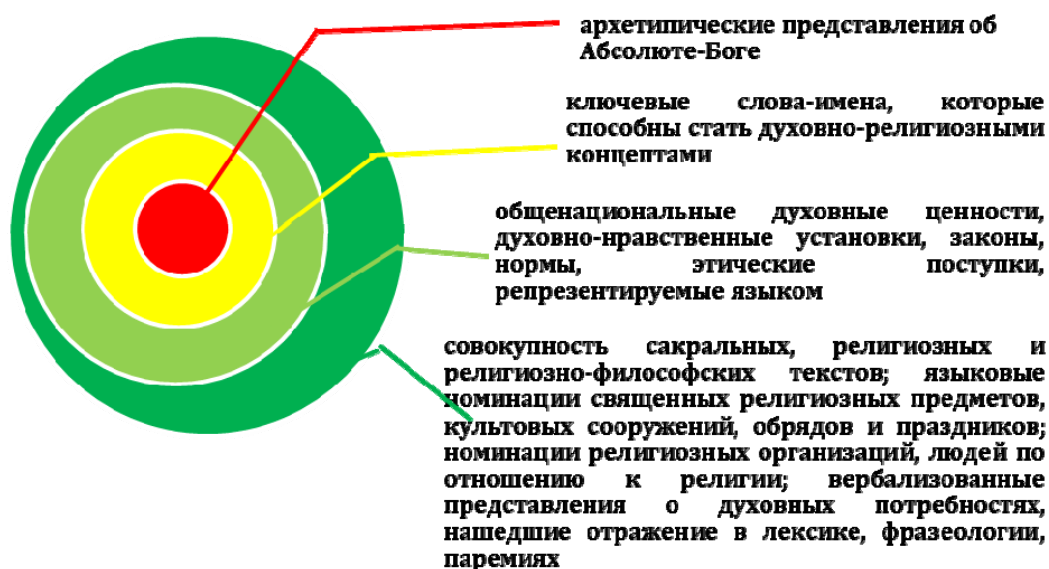 архетипические представления об
Абсолюте-Боге
ключевые слова-имена, которые
способны стать духовно-религиозными
концептами
общенациональные духовные ценности,
духовно-нравственные установки, законы,
нормы, этические поступки,
репрезентируемые языком
совокупность сакральных, религиозных и
религиозно-философских текстов; языковые
номинации священных религиозных предметов,
культовых сооружений, обрядов и праздников;
номинации религиозных организаций, людей по
отношению к религии; вербализованные
представления о духовных потребностях,
нашедшие отражение в лексике, фразеологии,
паремиях